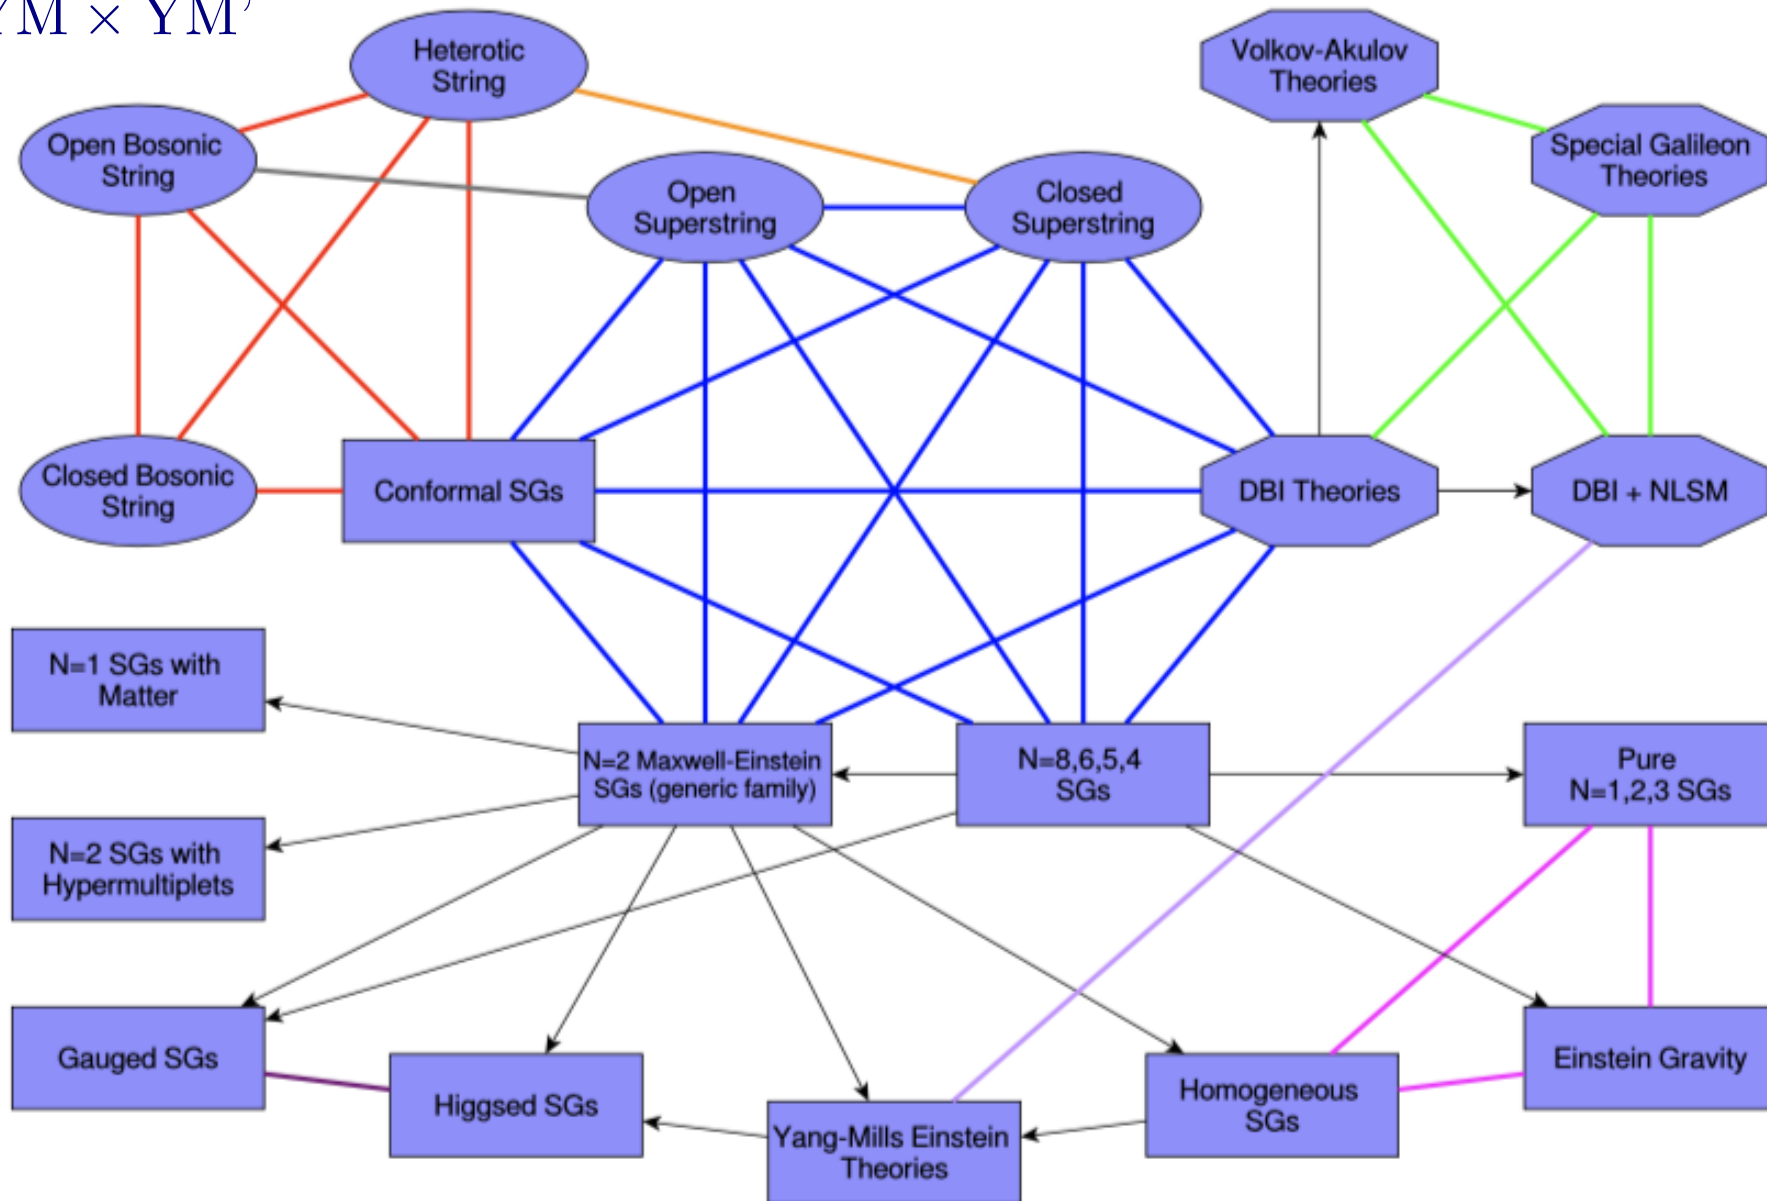 YM × YM'
Heterotic
String
Volkov-Akulov
Theories
Open Bosonic
String
Special Galileon
Theories
Open
Superstring
Closed
Superstring
Closed Bosonic
String
Conformal SGs
DBI Theories
DBI + NLSM
N=1 SGs with
Matter
N=2 Maxwell-Einstein
SGs (generic family)
N=8,6,5,4
SGs
Pure
N=1,2,3 SGs
N=2 SGs with
Hypermultiplets
Gauged SGs
Higgsed SGs
Yang-Mills Einstein
Theories
Homogeneous
SGs
Einstein Gravity